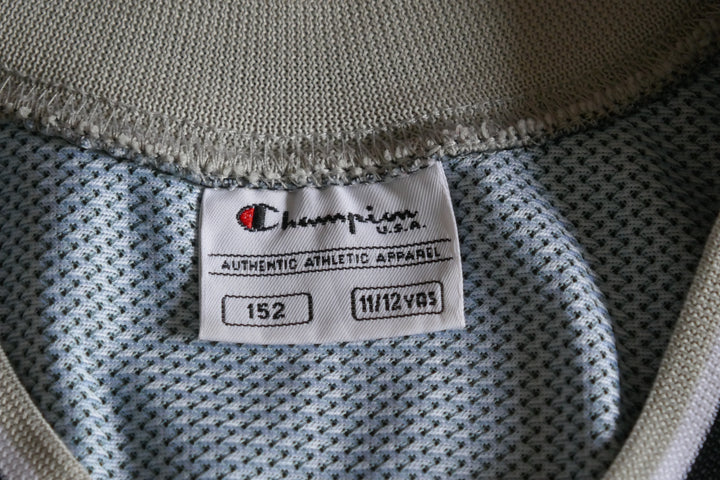 Champion
U.S.A.
AUTHENTIC ATHLETIC APPAREL
152 11/12 YRS